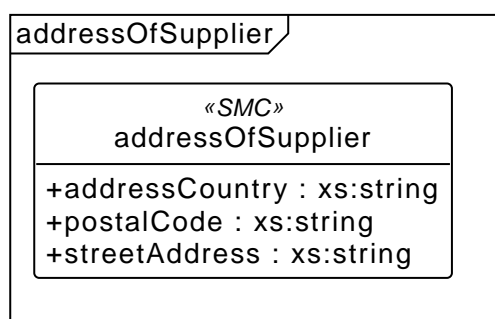 addressOfSupplier
«SMC»
addressOfSupplier
+addressCountry : xs:string
+postalCode : xs:string
+streetAddress : xs:string